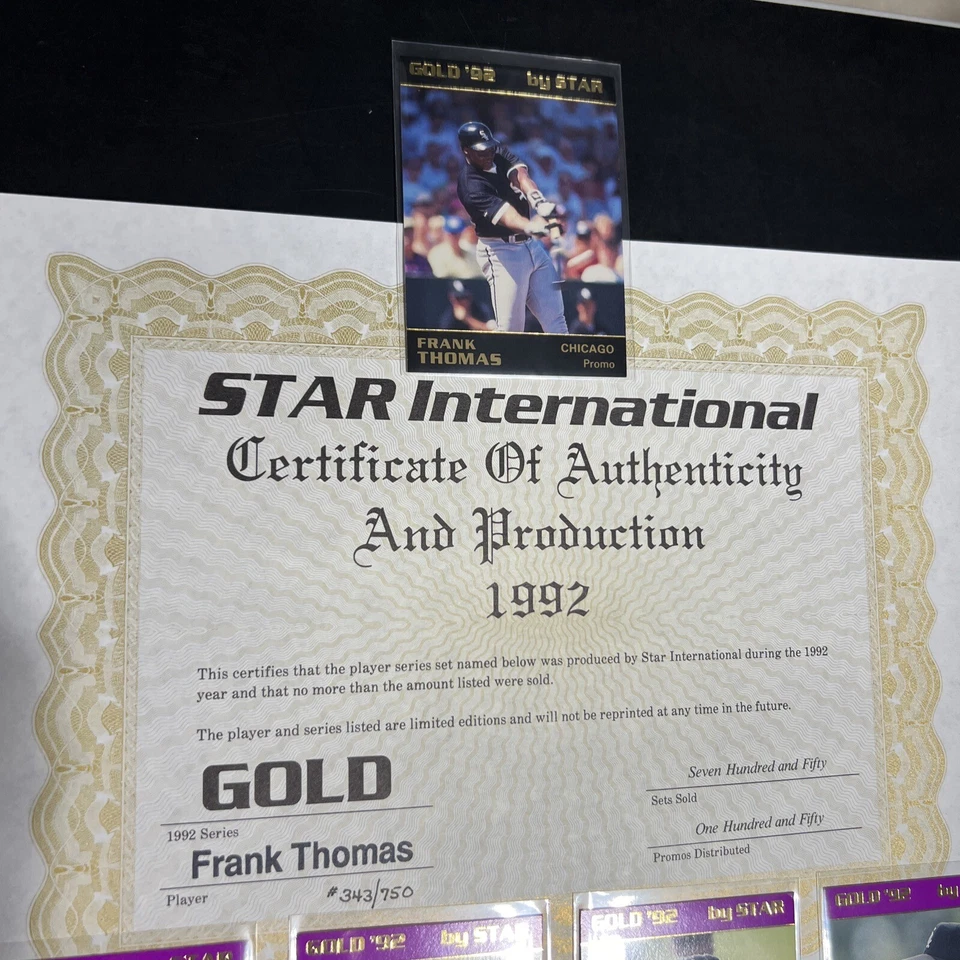 GOLD '92 by STAR
FRANK
THOMAS
CHICAGO
Promo
STAR International
Certificate Of Authenticity
And Production
1992
This certifies that the player series set named below was produced by Star International during the 1992
year and that no more than the amount listed were sold.
The player and series listed are limited editions and will not be reprinted at any time in the future.
GOLD
1992 Series
Frank Thomas
Player
#343/750
Seven Hundred and Fifty
Sets Sold
One Hundred and Fifty
Promos Distributed
STAR
GOLD '92 by STAR
GOLD '92 by STAR
GOLD '92 by